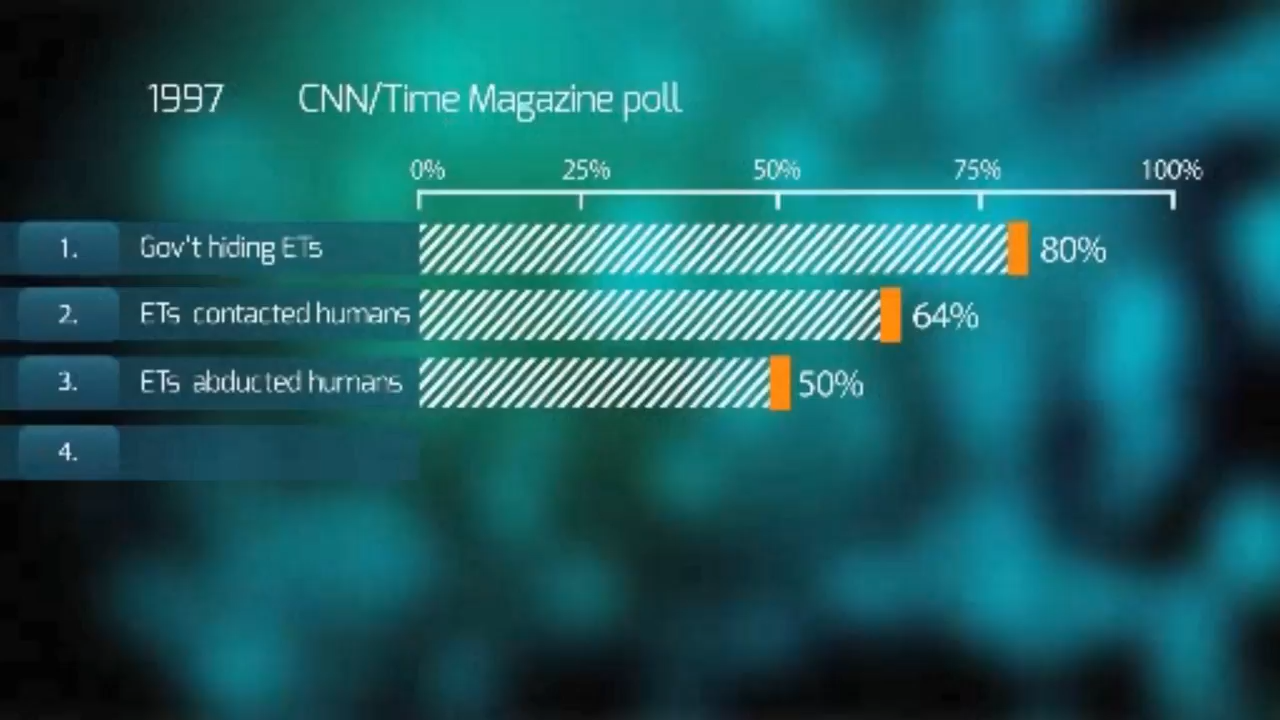 1997 CNN/Time Magazine poll
0% 25% 50% 75% 100%
1. Gov't hiding ETs 80%
2. ETs contacted humans 64%
3. ETs abducted humans 50%
4.